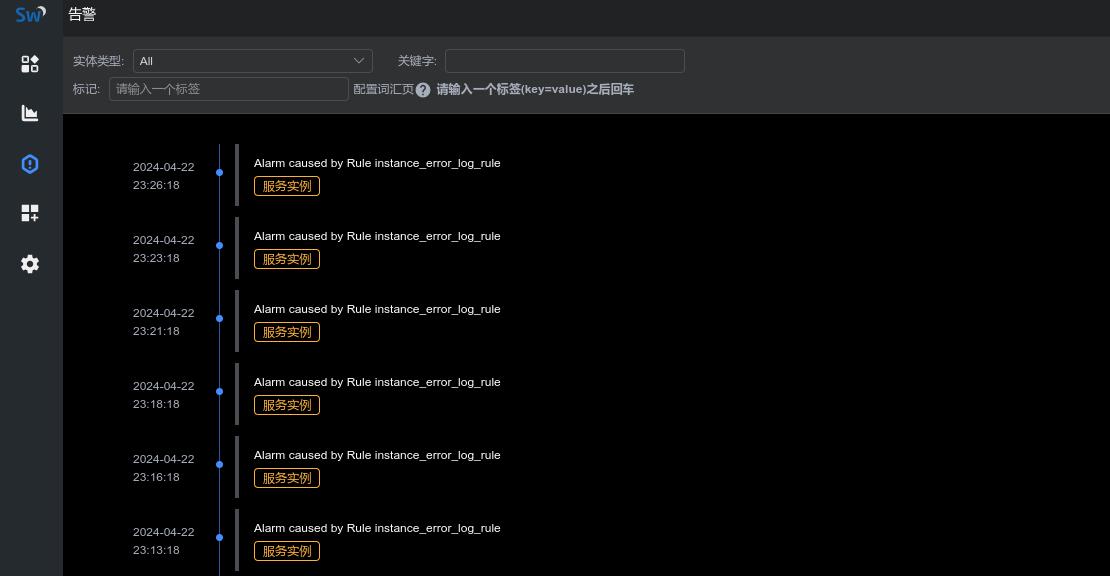 Sw
告警
实体类型: All 关键字:
标记: 请输入一个标签 配置词汇页 ? 请输入一个标签(key=value)之后回车
2024-04-22
23:26:18
Alarm caused by Rule instance_error_log_rule
服务实例
2024-04-22
23:23:18
Alarm caused by Rule instance_error_log_rule
服务实例
2024-04-22
23:21:18
Alarm caused by Rule instance_error_log_rule
服务实例
2024-04-22
23:18:18
Alarm caused by Rule instance_error_log_rule
服务实例
2024-04-22
23:16:18
Alarm caused by Rule instance_error_log_rule
服务实例
2024-04-22
23:13:18
Alarm caused by Rule instance_error_log_rule
服务实例